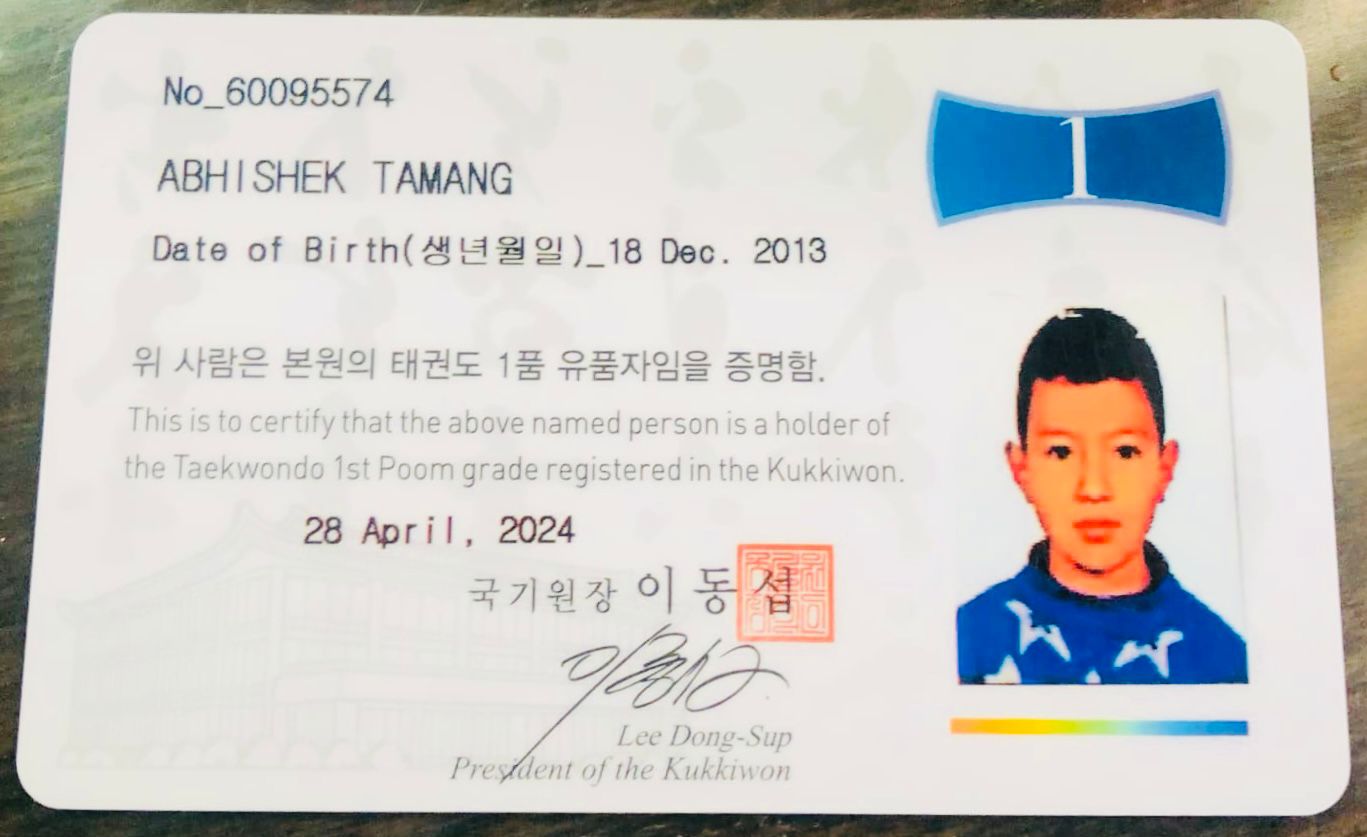 No_60095574
1
ABHISHEK TAMANG
Date of Birth(생년월일)_18 Dec. 2013
위 사람은 본원의 태권도 1품 유품자임을 증명함.
This is to certify that the above named person is a holder of
the Taekwondo 1st Poom grade registered in the Kukkiwon.
28 April, 2024
국기원장 이동섭
Lee Dong-Sup
President of the Kukkiwon